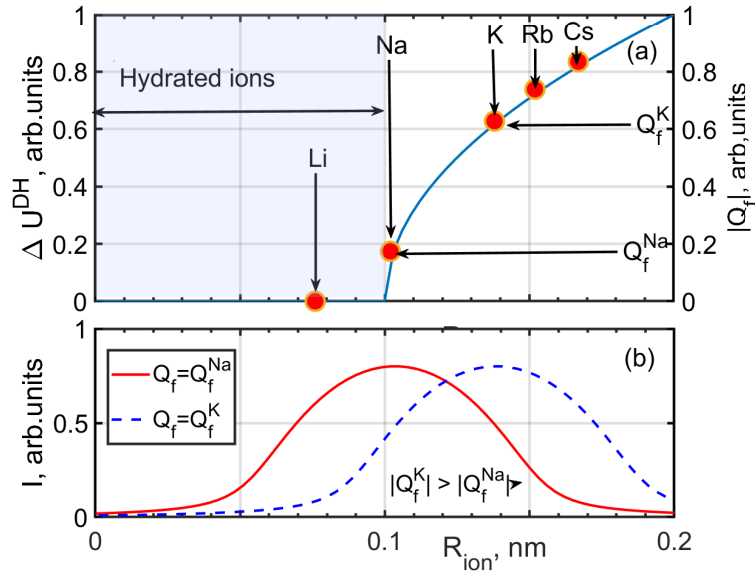 1
0.8
0.6
0.4
0.2
0
Δ U^DH, arb.units
Hydrated ions
Li
Na
K
Rb
Cs
(a)
Q_f^K
Q_f^Na
1
0.8
0.6
0.4
0.2
0
|Q_f|, arb,units
1
0.5
0
I, arb.units
Q_f=Q_f^Na
Q_f=Q_f^K
(b)
|Q_f^K| > |Q_f^Na|
0
0.1
0.2
R_ion, nm